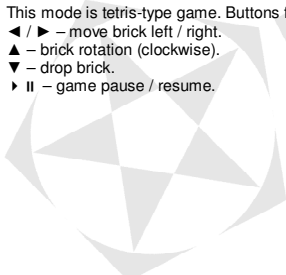 This mode is tetris-type game. Buttons f
◄ / ► – move brick left / right.
▲ – brick rotation (clockwise).
▼ – drop brick.
⏵ ⏸ – game pause / resume.